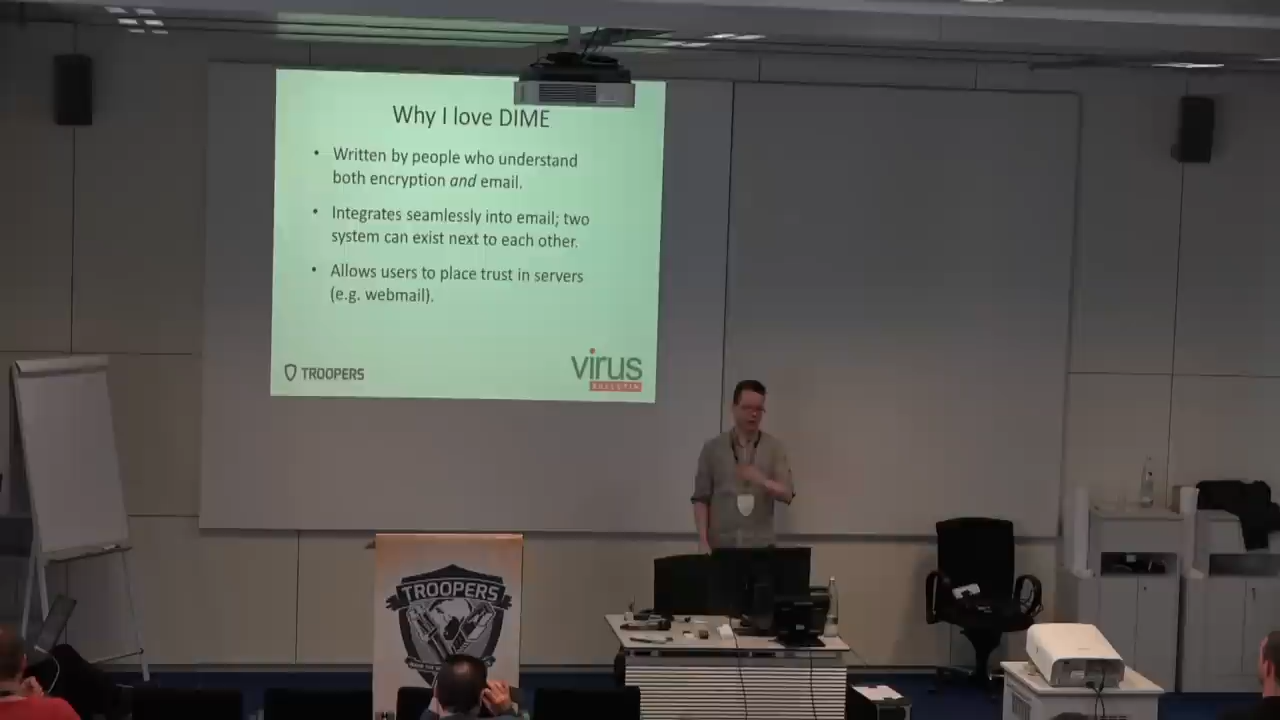 Why I love DIME
• Written by people who understand
both encryption and email.
• Integrates seamlessly into email; two
system can exist next to each other.
• Allows users to place trust in servers
(e.g. webmail).
TROOPERS
virus
BULLETIN
TROOPERS